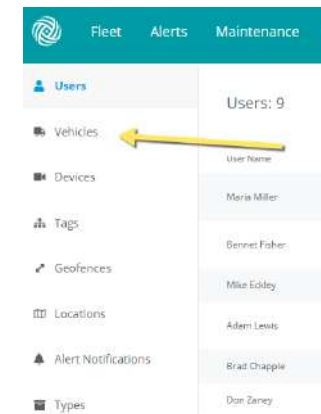 Fleet Alerts Maintenance
Users
Users: 9
Vehicles
User Name
Devices
Maria Miller
Tags
Bennet Fisher
Geofences
Mike Eckley
Locations
Adam Lewis
Alert Notifications
Brad Chapple
Types
Don Zaney